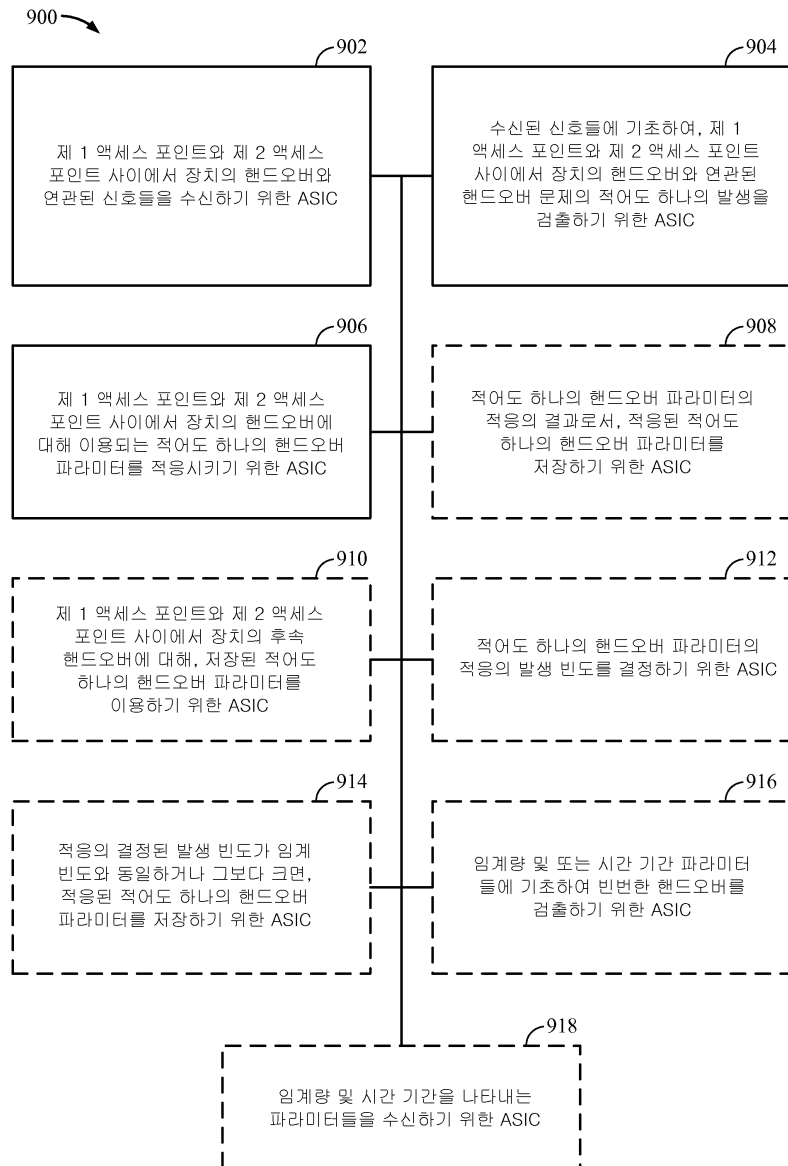 900
902
제 1 액세스 포인트와 제 2 액세스
포인트 사이에서 장치의 핸드오버와
연관된 신호들을 수신하기 위한 ASIC
904
수신된 신호들에 기초하여, 제 1
액세스 포인트와 제 2 액세스 포인트
사이에서 장치의 핸드오버와 연관된
핸드오버 문제의 적어도 하나의 발생을
검출하기 위한 ASIC
906
제 1 액세스 포인트와 제 2 액세스
포인트 사이에서 장치의 핸드오버에
대해 이용되는 적어도 하나의 핸드오버
파라미터를 적응시키기 위한 ASIC
908
적어도 하나의 핸드오버 파라미터의
적응의 결과로서, 적응된 적어도
하나의 핸드오버 파라미터를
저장하기 위한 ASIC
910
제 1 액세스 포인트와 제 2 액세스
포인트 사이에서 장치의 후속
핸드오버에 대해, 저장된 적어도
하나의 핸드오버 파라미터를
이용하기 위한 ASIC
912
적어도 하나의 핸드오버 파라미터의
적응의 발생 빈도를 결정하기 위한 ASIC
914
적응의 결정된 발생 빈도가 임계
빈도와 동일하거나 그보다 크면,
적응된 적어도 하나의 핸드오버
파라미터를 저장하기 위한 ASIC
916
임계량 및 또는 시간 기간 파라미터
들에 기초하여 빈번한 핸드오버를
검출하기 위한 ASIC
918
임계량 및 시간 기간을 나타내는
파라미터들을 수신하기 위한 ASIC